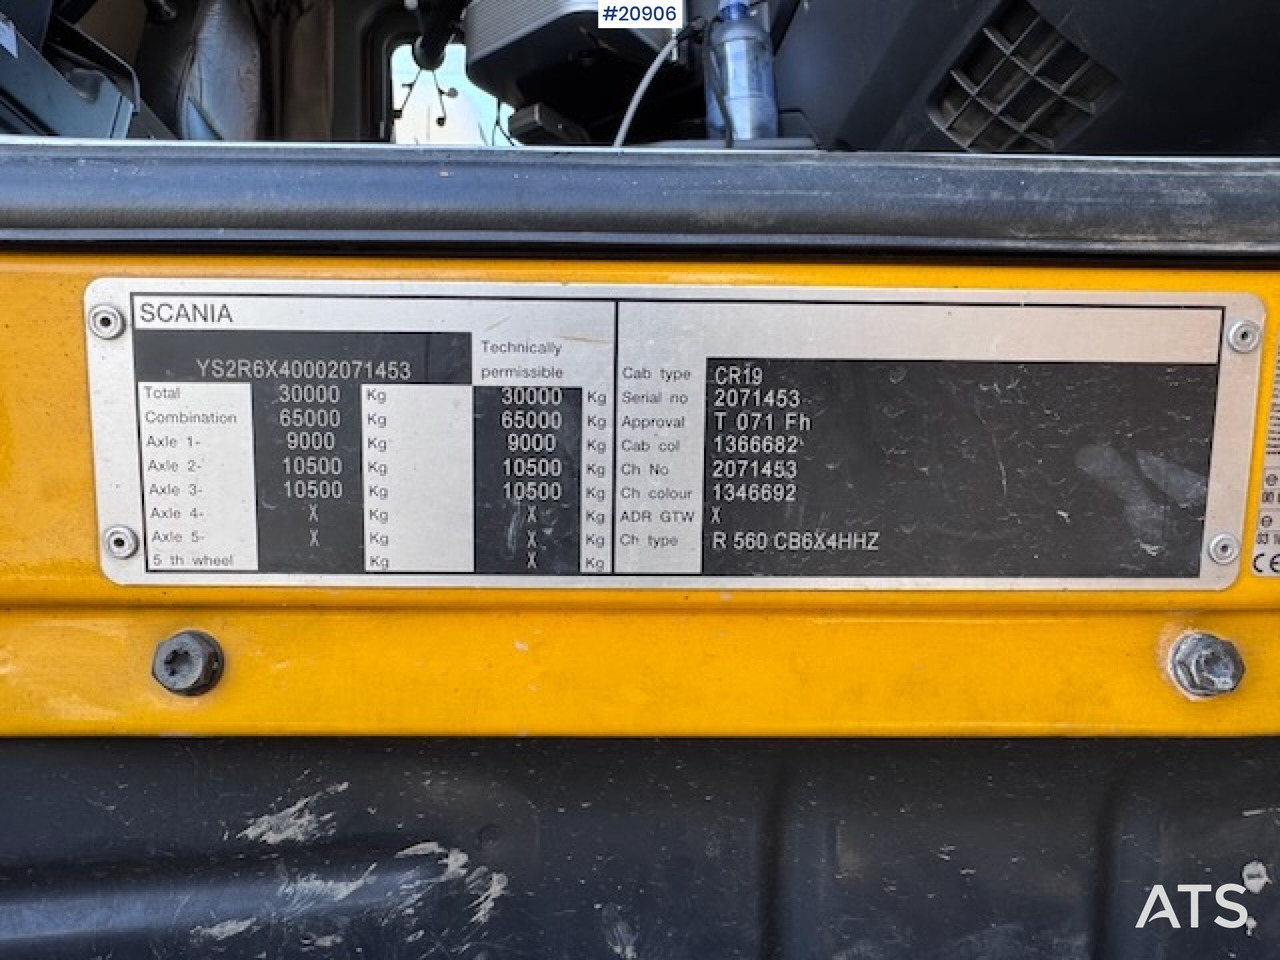 #20906
SCANIA
YS2R6X40002071453
Technically
permissible
Total 30000 Kg 30000 Kg
Combination 65000 Kg 65000 Kg
Axle 1- 9000 Kg 9000 Kg
Axle 2- 10500 Kg 10500 Kg
Axle 3- 10500 Kg 10500 Kg
Axle 4- X Kg X Kg
Axle 5- X Kg X Kg
5 th wheel Kg X Kg
Cab type CR19
Serial no 2071453
Approval T 071 Fh
Cab col 1366682
Ch No 2071453
Ch colour 1346692
ADR GTW X
Ch type R 560 CB6X4HHZ
CE
ATS